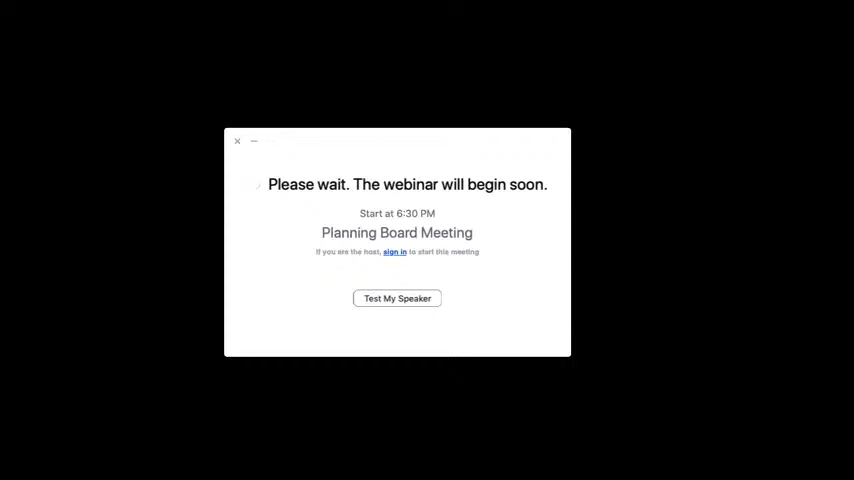 Please wait. The webinar will begin soon.
Start at 6:30 PM
Planning Board Meeting
If you are the host, sign in to start this meeting
Test My Speaker